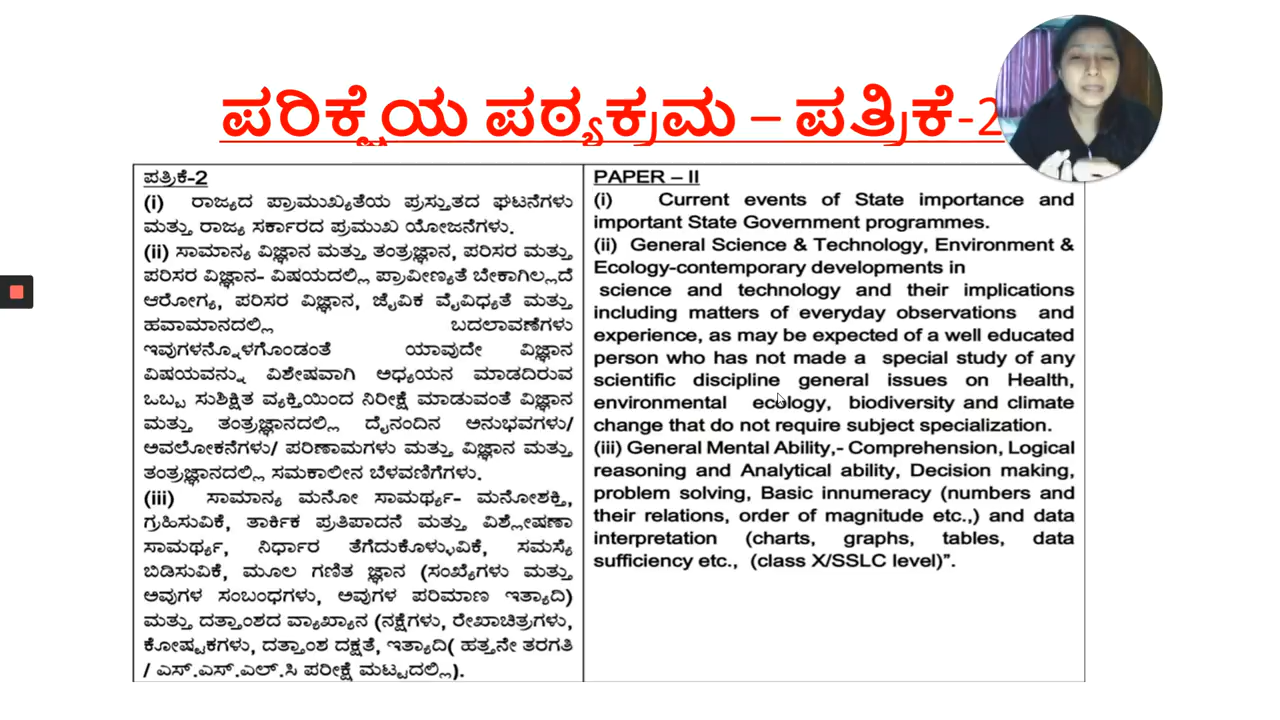 ಪರಿಕ್ಷೆಯ ಪಠ್ಯಕ್ರಮ – ಪತ್ರಿಕೆ-2
ಪತ್ರಿಕೆ-2
(i) ರಾಜ್ಯದ ಪ್ರಾಮುಖ್ಯತೆಯ ಪ್ರಸ್ತುತದ ಘಟನೆಗಳು
ಮತ್ತು ರಾಜ್ಯ ಸರ್ಕಾರದ ಪ್ರಮುಖ ಯೋಜನೆಗಳು.
(ii) ಸಾಮಾನ್ಯ ವಿಜ್ಞಾನ ಮತ್ತು ತಂತ್ರಜ್ಞಾನ, ಪರಿಸರ ಮತ್ತು
ಪರಿಸರ ವಿಜ್ಞಾನ- ವಿಷಯದಲ್ಲಿ ಪ್ರಾವೀಣ್ಯತೆ ಬೇಕಾಗಿಲ್ಲದೆ
ಆರೋಗ್ಯ, ಪರಿಸರ ವಿಜ್ಞಾನ, ಜೈವಿಕ ವೈವಿಧ್ಯತೆ ಮತ್ತು
ಹವಾಮಾನದಲ್ಲಿ ಬದಲಾವಣೆಗಳು
ಇವುಗಳನ್ನೊಳಗೊಂಡಂತೆ ಯಾವುದೇ ವಿಜ್ಞಾನ
ವಿಷಯವನ್ನು ವಿಶೇಷವಾಗಿ ಅಧ್ಯಯನ ಮಾಡದಿರುವ
ಒಬ್ಬ ಸುಶಿಕ್ಷಿತ ವ್ಯಕ್ತಿಯಿಂದ ನಿರೀಕ್ಷೆ ಮಾಡುವಂತೆ ವಿಜ್ಞಾನ
ಮತ್ತು ತಂತ್ರಜ್ಞಾನದಲ್ಲಿ ದೈನಂದಿನ ಅನುಭವಗಳು/
ಅವಲೋಕನೆಗಳು/ ಪರಿಣಾಮಗಳು ಮತ್ತು ವಿಜ್ಞಾನ ಮತ್ತು
ತಂತ್ರಜ್ಞಾನದಲ್ಲಿ ಸಮಕಾಲೀನ ಬೆಳವಣಿಗೆಗಳು.
(iii) ಸಾಮಾನ್ಯ ಮನೋ ಸಾಮರ್ಥ್ಯ- ಮನೋಶಕ್ತಿ,
ಗ್ರಹಿಸುವಿಕೆ, ತಾರ್ಕಿಕ ಪ್ರತಿಪಾದನೆ ಮತ್ತು ವಿಶ್ಲೇಷಣಾ
ಸಾಮರ್ಥ್ಯ, ನಿರ್ಧಾರ ತೆಗೆದುಕೊಳ್ಳುವಿಕೆ, ಸಮಸ್ಯೆ
ಬಿಡಿಸುವಿಕೆ, ಮೂಲ ಗಣಿತ ಜ್ಞಾನ (ಸಂಖ್ಯೆಗಳು ಮತ್ತು
ಅವುಗಳ ಸಂಬಂಧಗಳು, ಅವುಗಳ ಪರಿಮಾಣ ಇತ್ಯಾದಿ)
ಮತ್ತು ದತ್ತಾಂಶದ ವ್ಯಾಖ್ಯಾನ (ನಕ್ಷೆಗಳು, ರೇಖಾಚಿತ್ರಗಳು,
ಕೋಷ್ಟಕಗಳು, ದತ್ತಾಂಶ ದಕ್ಷತೆ, ಇತ್ಯಾದಿ( ಹತ್ತನೇ ತರಗತಿ
/ ಎಸ್.ಎಸ್.ಎಲ್.ಸಿ ಪರೀಕ್ಷೆ ಮಟ್ಟದಲ್ಲಿ).
PAPER – II
(i) Current events of State importance and
important State Government programmes.
(ii) General Science & Technology, Environment &
Ecology-contemporary developments in
science and technology and their implications
including matters of everyday observations and
experience, as may be expected of a well educated
person who has not made a special study of any
scientific discipline general issues on Health,
environmental ecology, biodiversity and climate
change that do not require subject specialization.
(iii) General Mental Ability,- Comprehension, Logical
reasoning and Analytical ability, Decision making,
problem solving, Basic innumeracy (numbers and
their relations, order of magnitude etc.,) and data
interpretation (charts, graphs, tables, data
sufficiency etc., (class X/SSLC level)”.